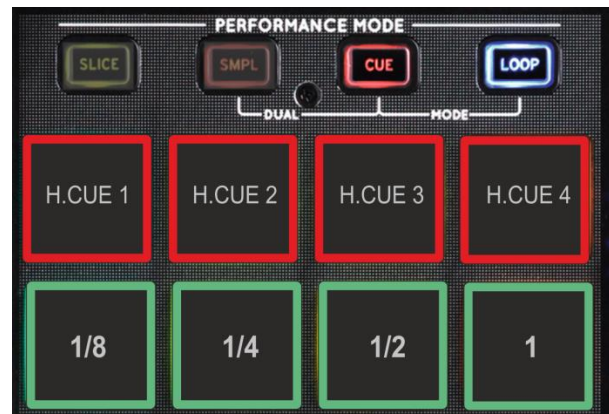 PERFORMANCE MODE
SLICE SMPL CUE LOOP
DUAL MODE
H.CUE 1 H.CUE 2 H.CUE 3 H.CUE 4
1/8 1/4 1/2 1